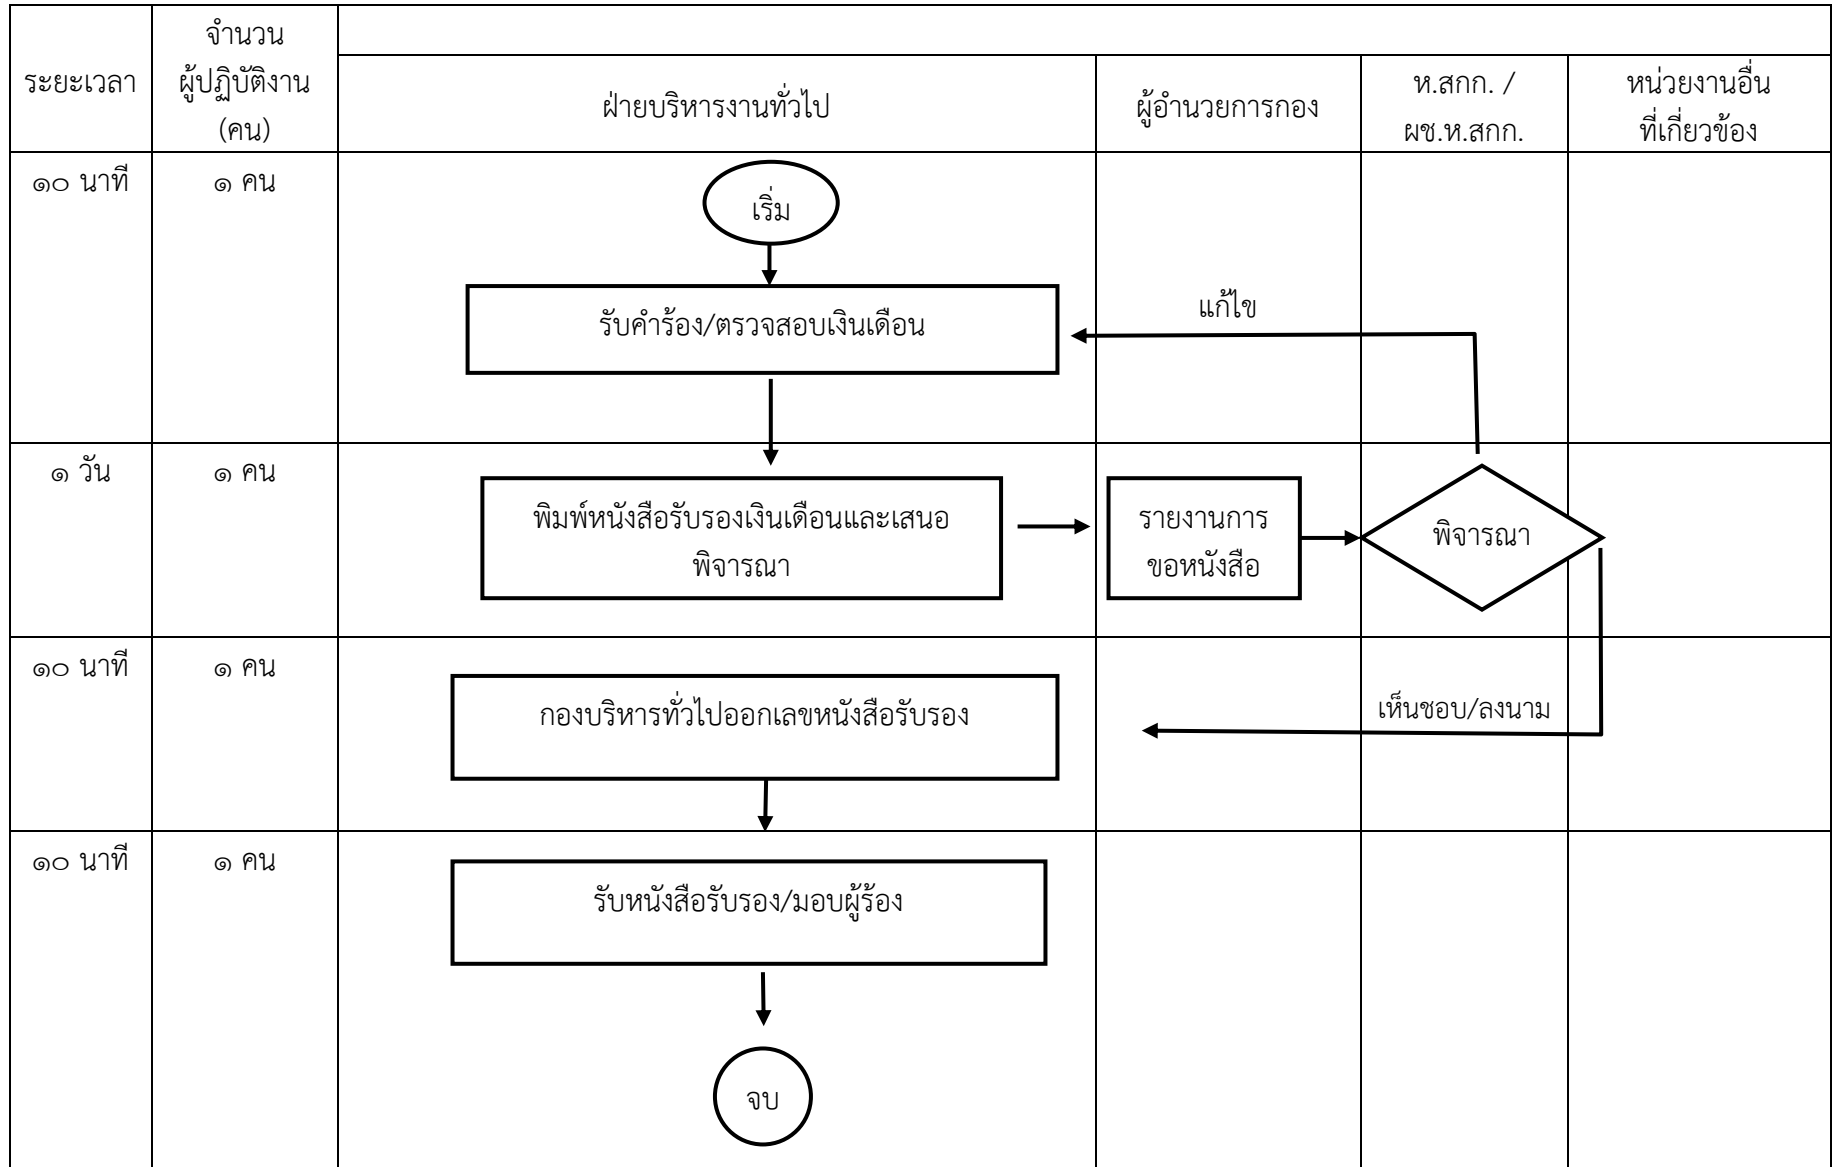 ระยะเวลา
จำนวน
ผู้ปฏิบัติงาน
(คน)
ฝ่ายบริหารงานทั่วไป
ผู้อำนวยการกอง
ห.สกก. /
ผช.ห.สกก.
หน่วยงานอื่น
ที่เกี่ยวข้อง
๑๐ นาที
๑ คน
เริ่ม
รับคำร้อง/ตรวจสอบเงินเดือน
แก้ไข
๑ วัน
๑ คน
พิมพ์หนังสือรับรองเงินเดือนและเสนอ
พิจารณา
รายงานการ
ขอหนังสือ
พิจารณา
๑๐ นาที
๑ คน
กองบริหารทั่วไปออกเลขหนังสือรับรอง
เห็นชอบ/ลงนาม
๑๐ นาที
๑ คน
รับหนังสือรับรอง/มอบผู้ร้อง
จบ